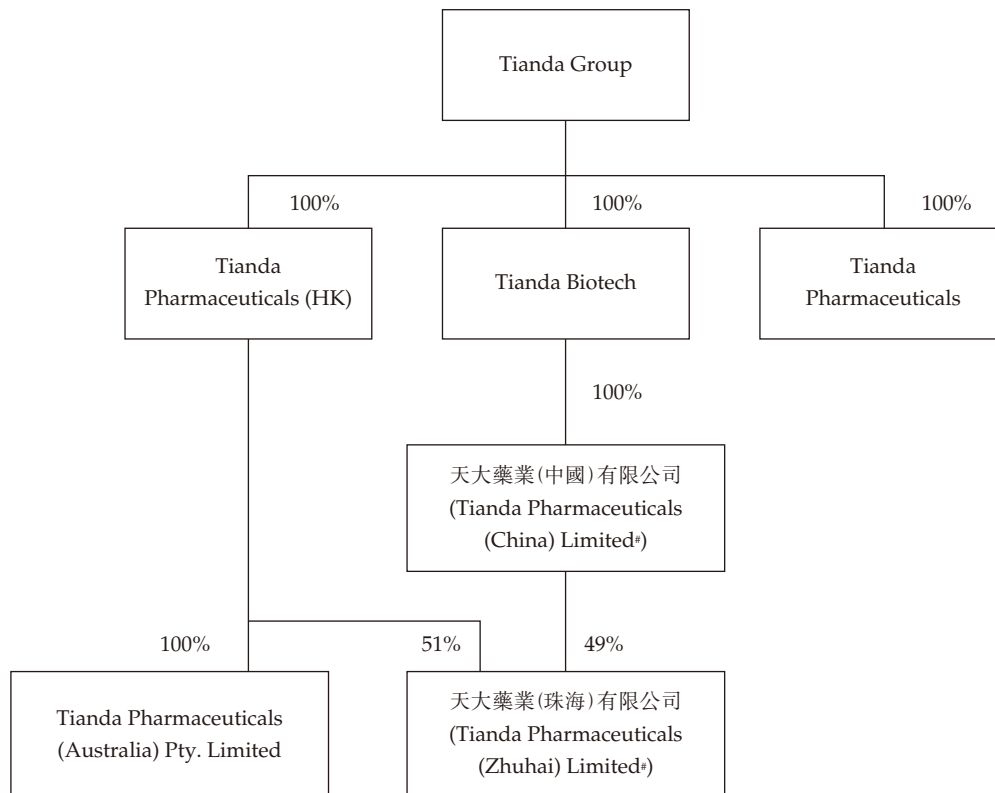 Tianda Group
100%
100%
100%
Tianda
Pharmaceuticals (HK)
Tianda Biotech
Tianda
Pharmaceuticals
100%
天大藥業(中國)有限公司
(Tianda Pharmaceuticals
(China) Limited#)
100%
51%
49%
Tianda Pharmaceuticals
(Australia) Pty. Limited
天大藥業(珠海)有限公司
(Tianda Pharmaceuticals
(Zhuhai) Limited#)